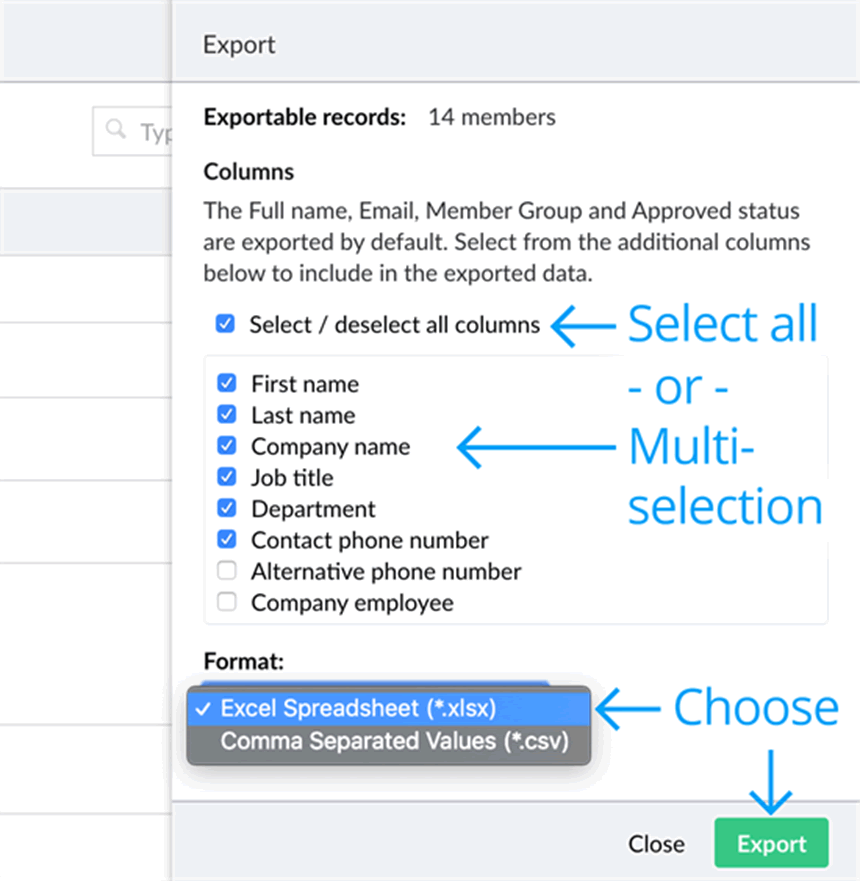 Export
Typ
Exportable records: 14 members
Columns
The Full name, Email, Member Group and Approved status
are exported by default. Select from the additional columns
below to include in the exported data.
Select / deselect all columns
Select all
- or -
Multi-
selection
First name
Last name
Company name
Job title
Department
Contact phone number
Alternative phone number
Company employee
Format:
Excel Spreadsheet (*.xlsx)
Comma Separated Values (*.csv)
Choose
Close
Export